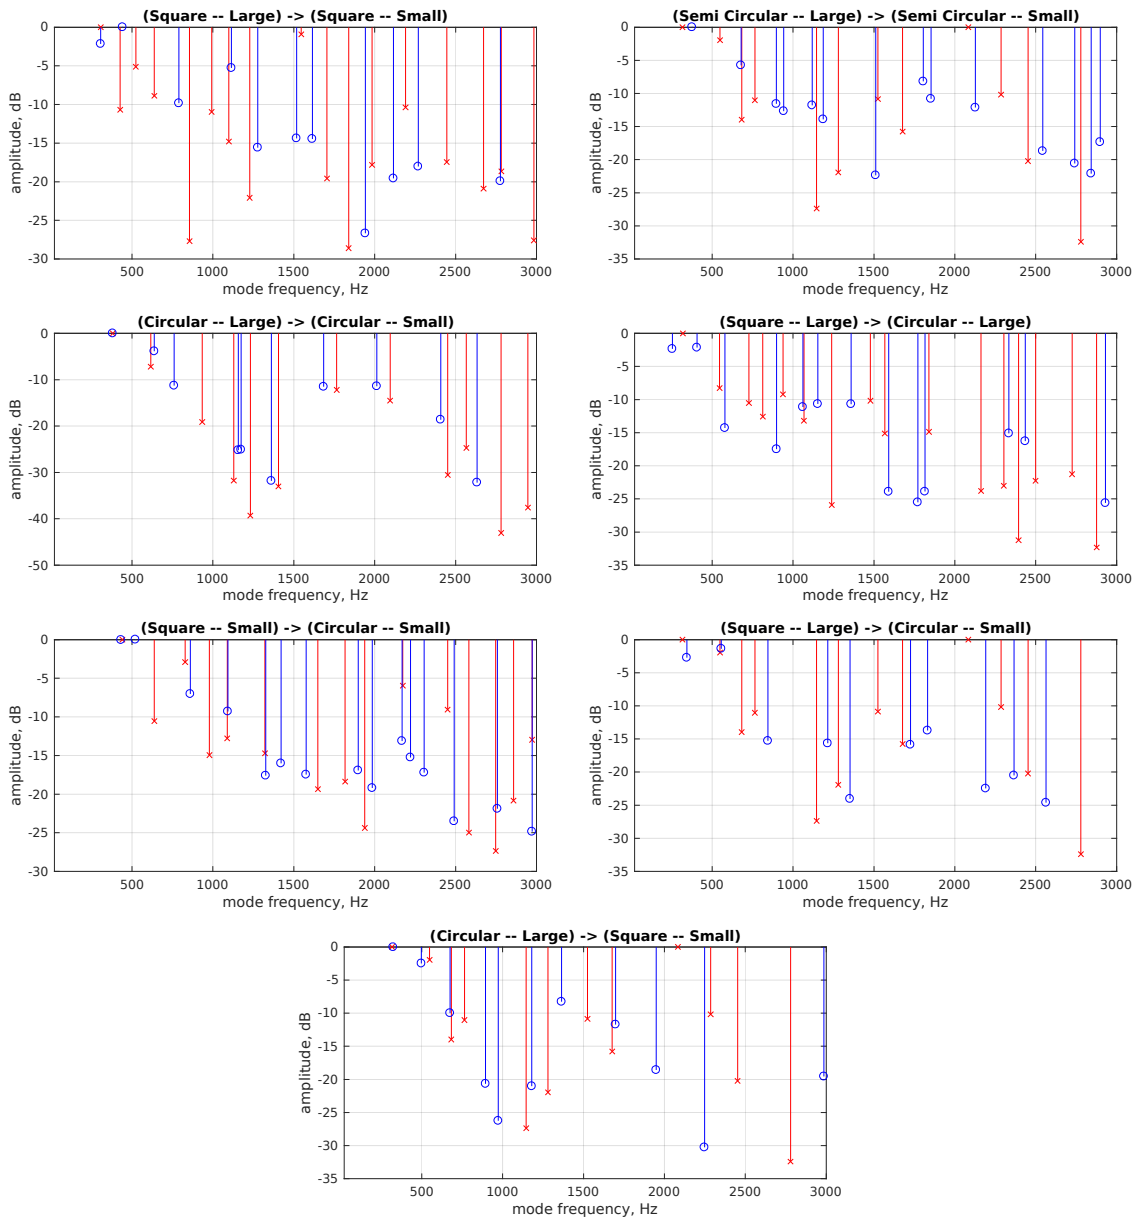 (Square -- Large) -> (Square -- Small)
0
-5
-10
-15
-20
-25
-30
amplitude, dB
500 1000 1500 2000 2500 3000
mode frequency, Hz
(Semi Circular -- Large) -> (Semi Circular -- Small)
0
-5
-10
-15
-20
-25
-30
-35
amplitude, dB
500 1000 1500 2000 2500 3000
mode frequency, Hz
(Circular -- Large) -> (Circular -- Small)
0
-10
-20
-30
-40
-50
amplitude, dB
500 1000 1500 2000 2500 3000
mode frequency, Hz
(Square -- Large) -> (Circular -- Large)
0
-5
-10
-15
-20
-25
-30
-35
amplitude, dB
500 1000 1500 2000 2500 3000
mode frequency, Hz
(Square -- Small) -> (Circular -- Small)
0
-5
-10
-15
-20
-25
-30
amplitude, dB
500 1000 1500 2000 2500 3000
mode frequency, Hz
(Square -- Large) -> (Circular -- Small)
0
-5
-10
-15
-20
-25
-30
-35
amplitude, dB
500 1000 1500 2000 2500 3000
mode frequency, Hz
(Circular -- Large) -> (Square -- Small)
0
-5
-10
-15
-20
-25
-30
-35
amplitude, dB
500 1000 1500 2000 2500 3000
mode frequency, Hz